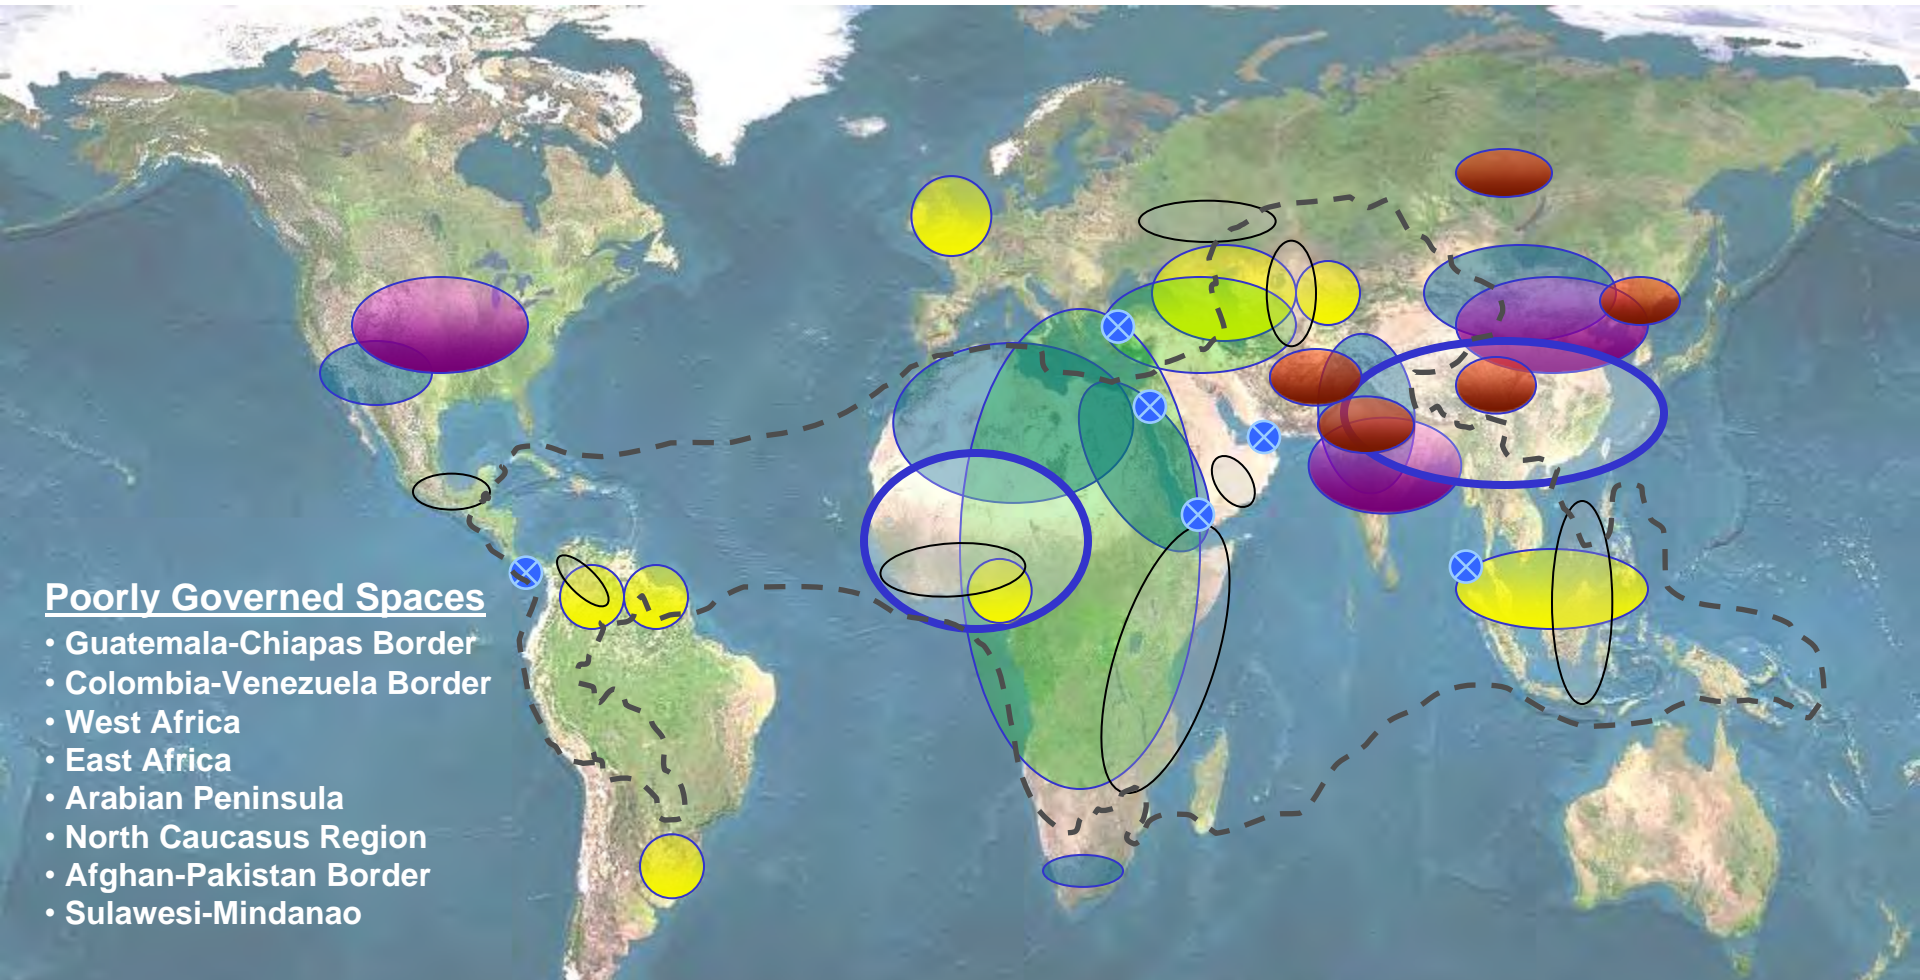 Poorly Governed Spaces
• Guatemala-Chiapas Border
• Colombia-Venezuela Border
• West Africa
• East Africa
• Arabian Peninsula
• North Caucasus Region
• Afghan-Pakistan Border
• Sulawesi-Mindanao